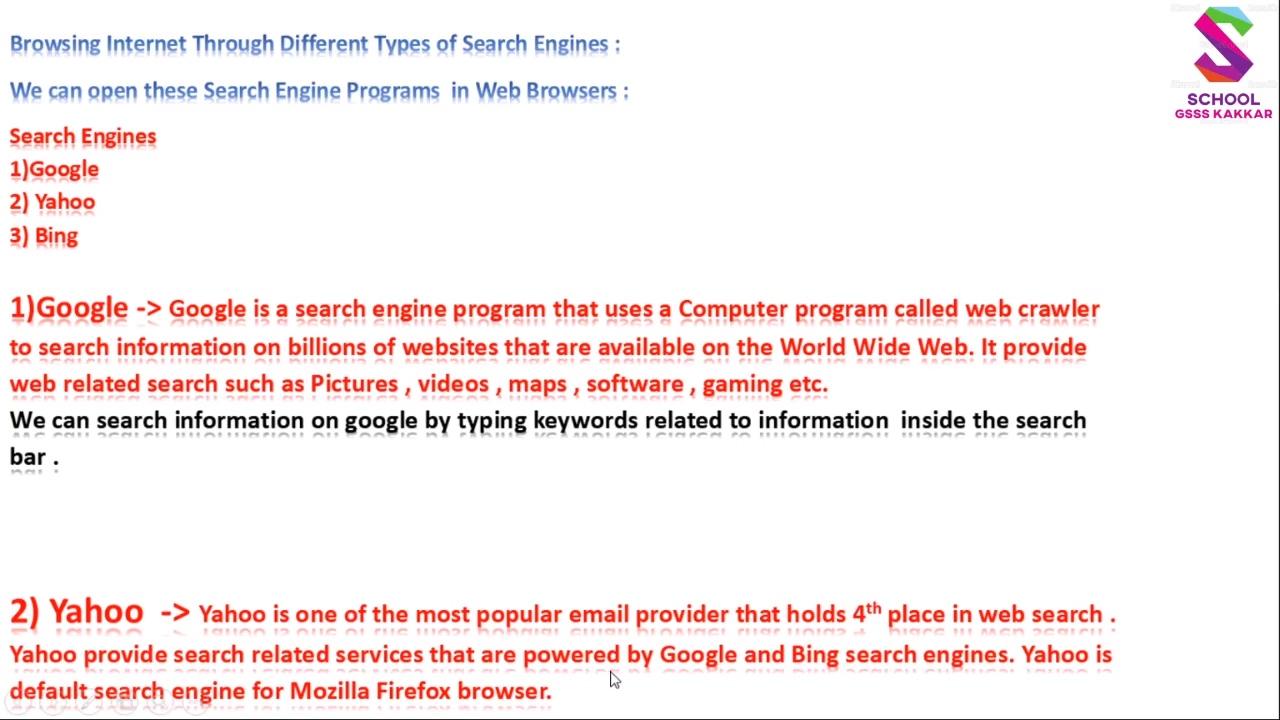 Browsing Internet Through Different Types of Search Engines :
We can open these Search Engine Programs in Web Browsers :
SCHOOL
GSSS KAKKAR
Search Engines
1)Google
2) Yahoo
3) Bing
1)Google -> Google is a search engine program that uses a Computer program called web crawler
to search information on billions of websites that are available on the World Wide Web. It provide
web related search such as Pictures , videos , maps , software , gaming etc.
We can search information on google by typing keywords related to information inside the search
bar .
2) Yahoo -> Yahoo is one of the most popular email provider that holds 4th place in web search .
Yahoo provide search related services that are powered by Google and Bing search engines. Yahoo is
default search engine for Mozilla Firefox browser.